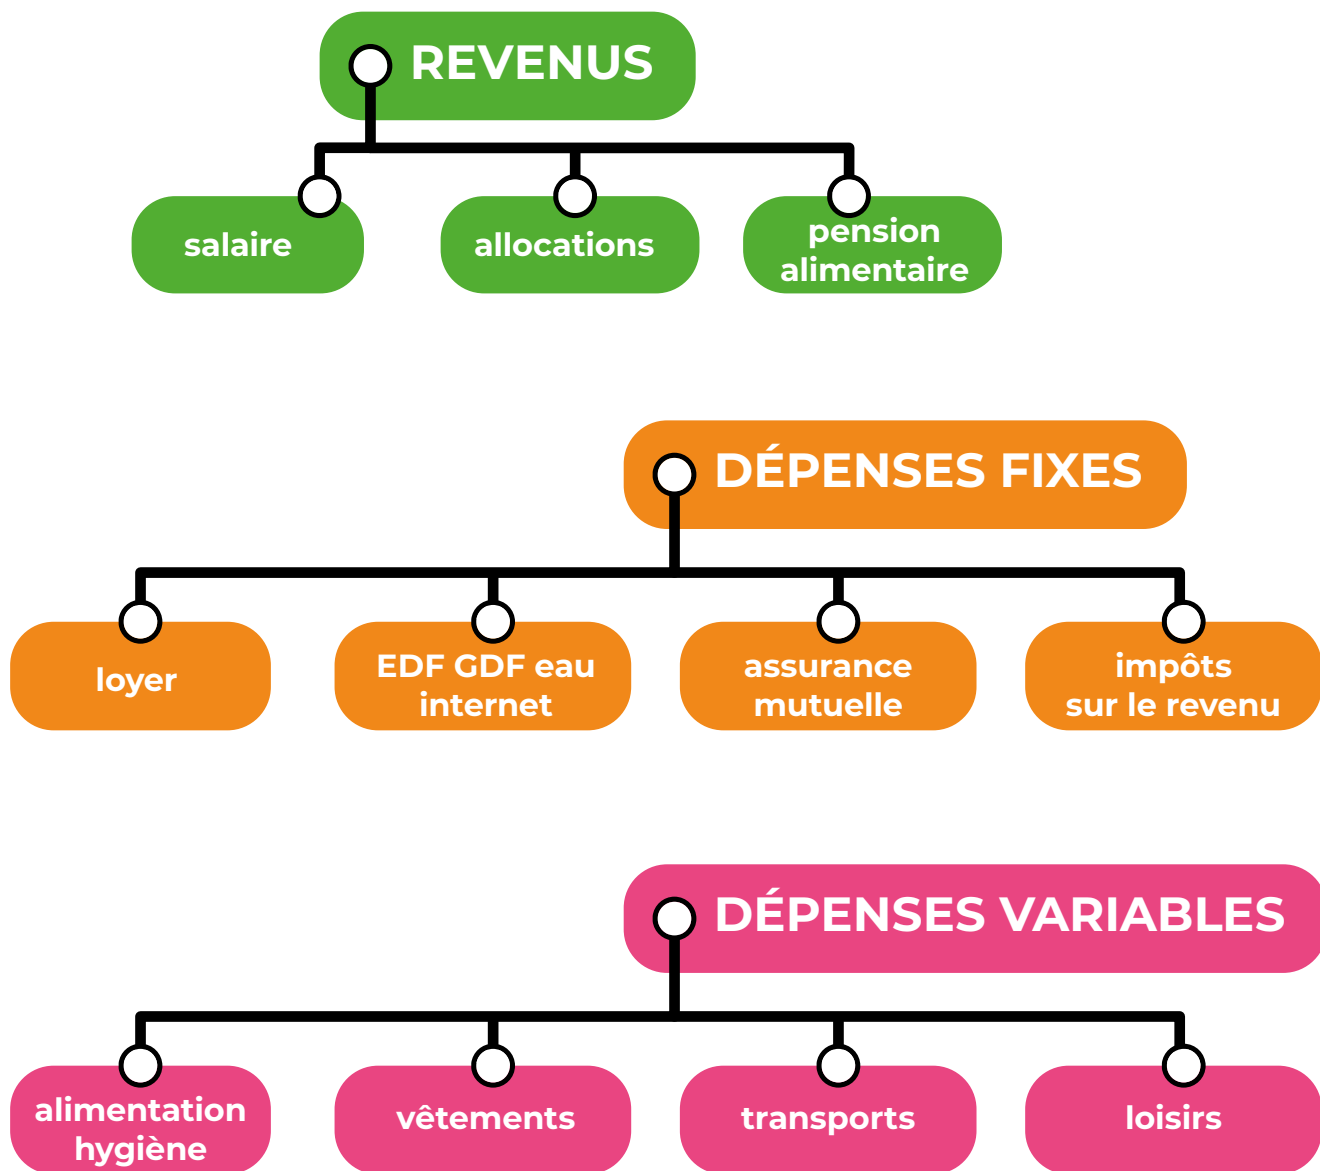 REVENUS
salaire
allocations
pension
alimentaire
DÉPENSES FIXES
loyer
EDF GDF eau
internet
assurance
mutuelle
impôts
sur le revenu
DÉPENSES VARIABLES
alimentation
hygiène
vêtements
transports
loisirs